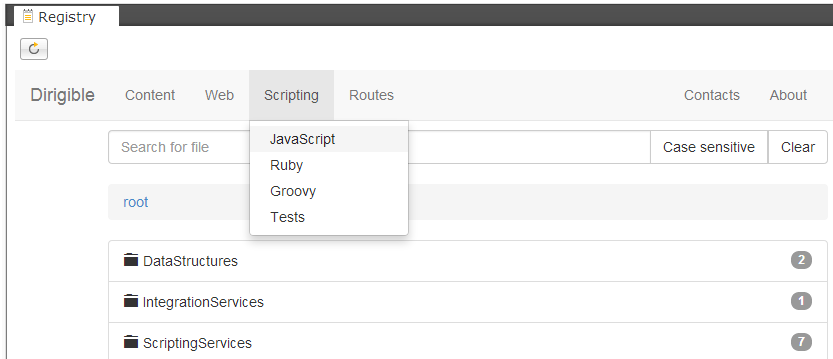 Registry
Dirigible Content Web Scripting Routes Contacts About
JavaScript
Ruby
Groovy
Tests
Search for file Case sensitive Clear
root
DataStructures 2
IntegrationServices 1
ScriptingServices 7